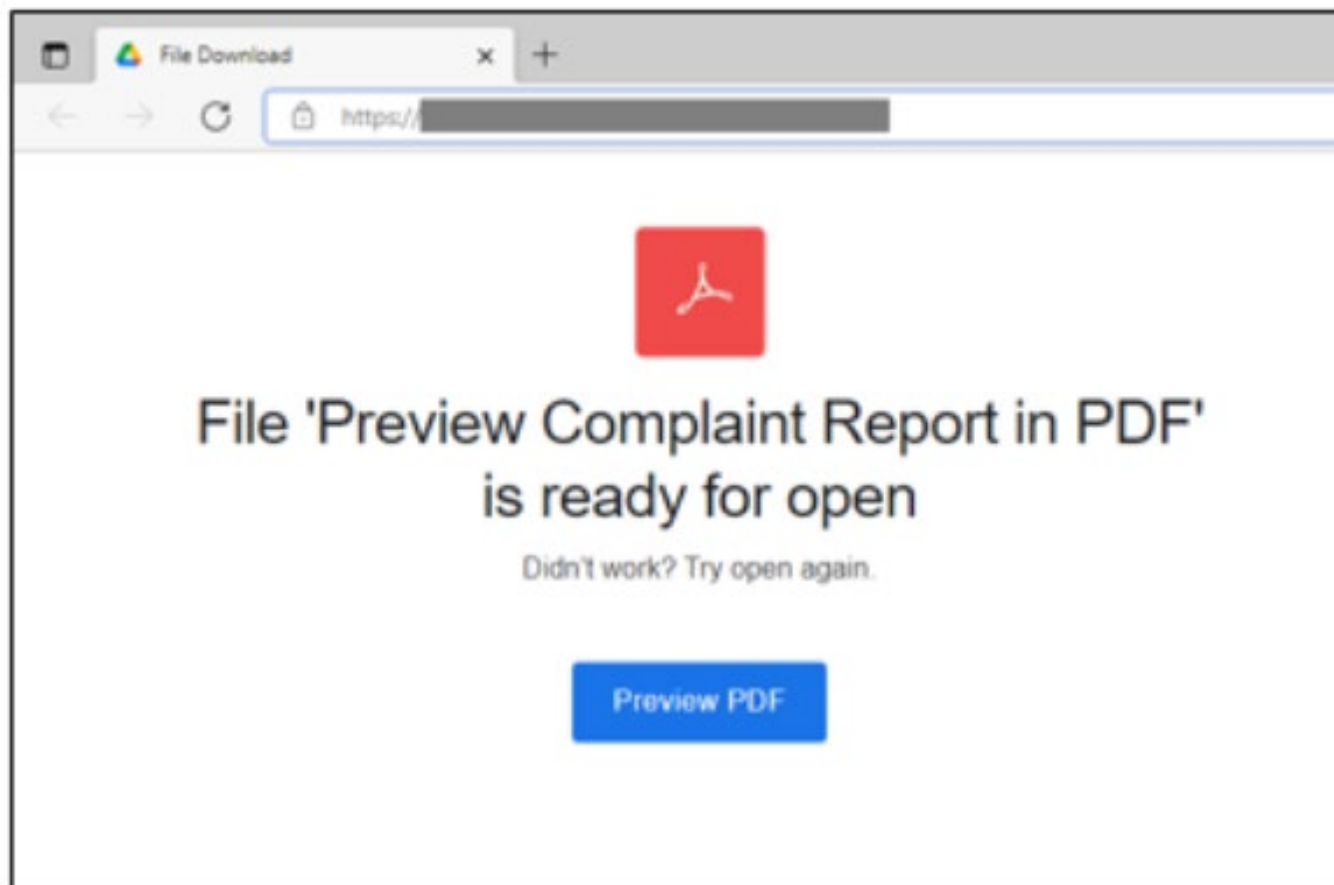 File Download
https://
File 'Preview Complaint Report in PDF'
is ready for open
Didn't work? Try open again.
Preview PDF